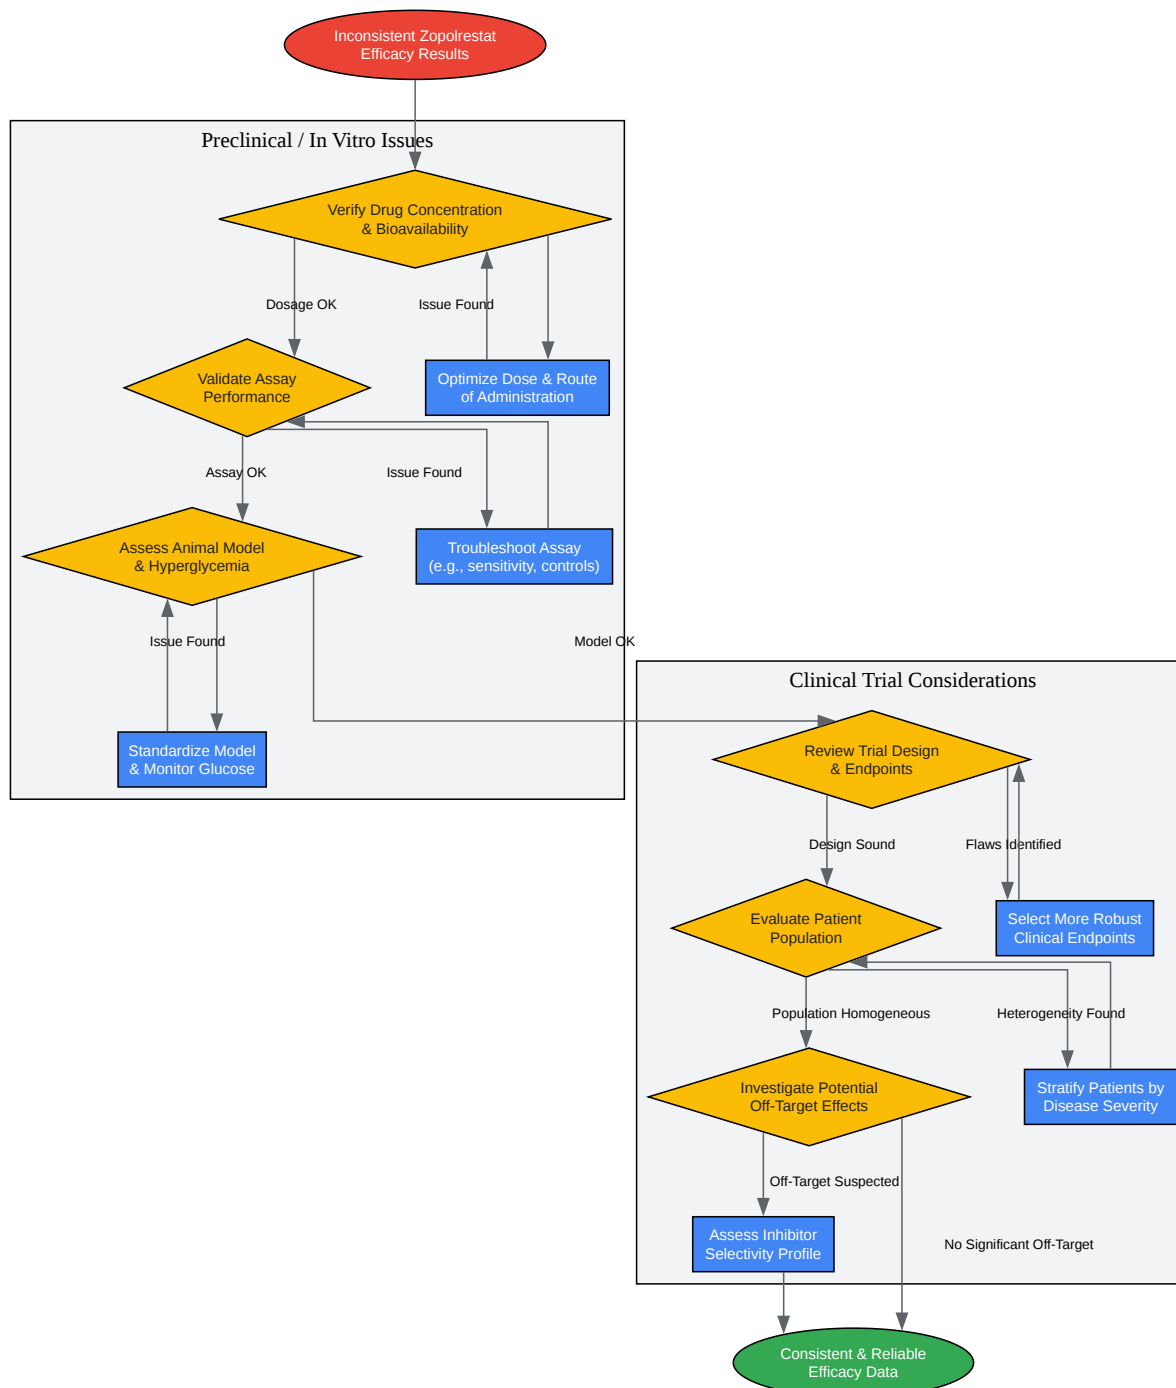 Inconsistent Zopolrestat
Efficacy Results
Preclinical / In Vitro Issues
Verify Drug Concentration
& Bioavailability
Dosage OK
Issue Found
Validate Assay
Performance
Optimize Dose & Route
of Administration
Assay OK
Issue Found
Assess Animal Model
& Hyperglycemia
Troubleshoot Assay
(e.g., sensitivity, controls)
Issue Found
Model OK
Standardize Model
& Monitor Glucose
Clinical Trial Considerations
Review Trial Design
& Endpoints
Design Sound
Flaws Identified
Evaluate Patient
Population
Select More Robust
Clinical Endpoints
Population Homogeneous
Heterogeneity Found
Investigate Potential
Off-Target Effects
Stratify Patients by
Disease Severity
Off-Target Suspected
Assess Inhibitor
Selectivity Profile
No Significant Off-Target
Consistent & Reliable
Efficacy Data